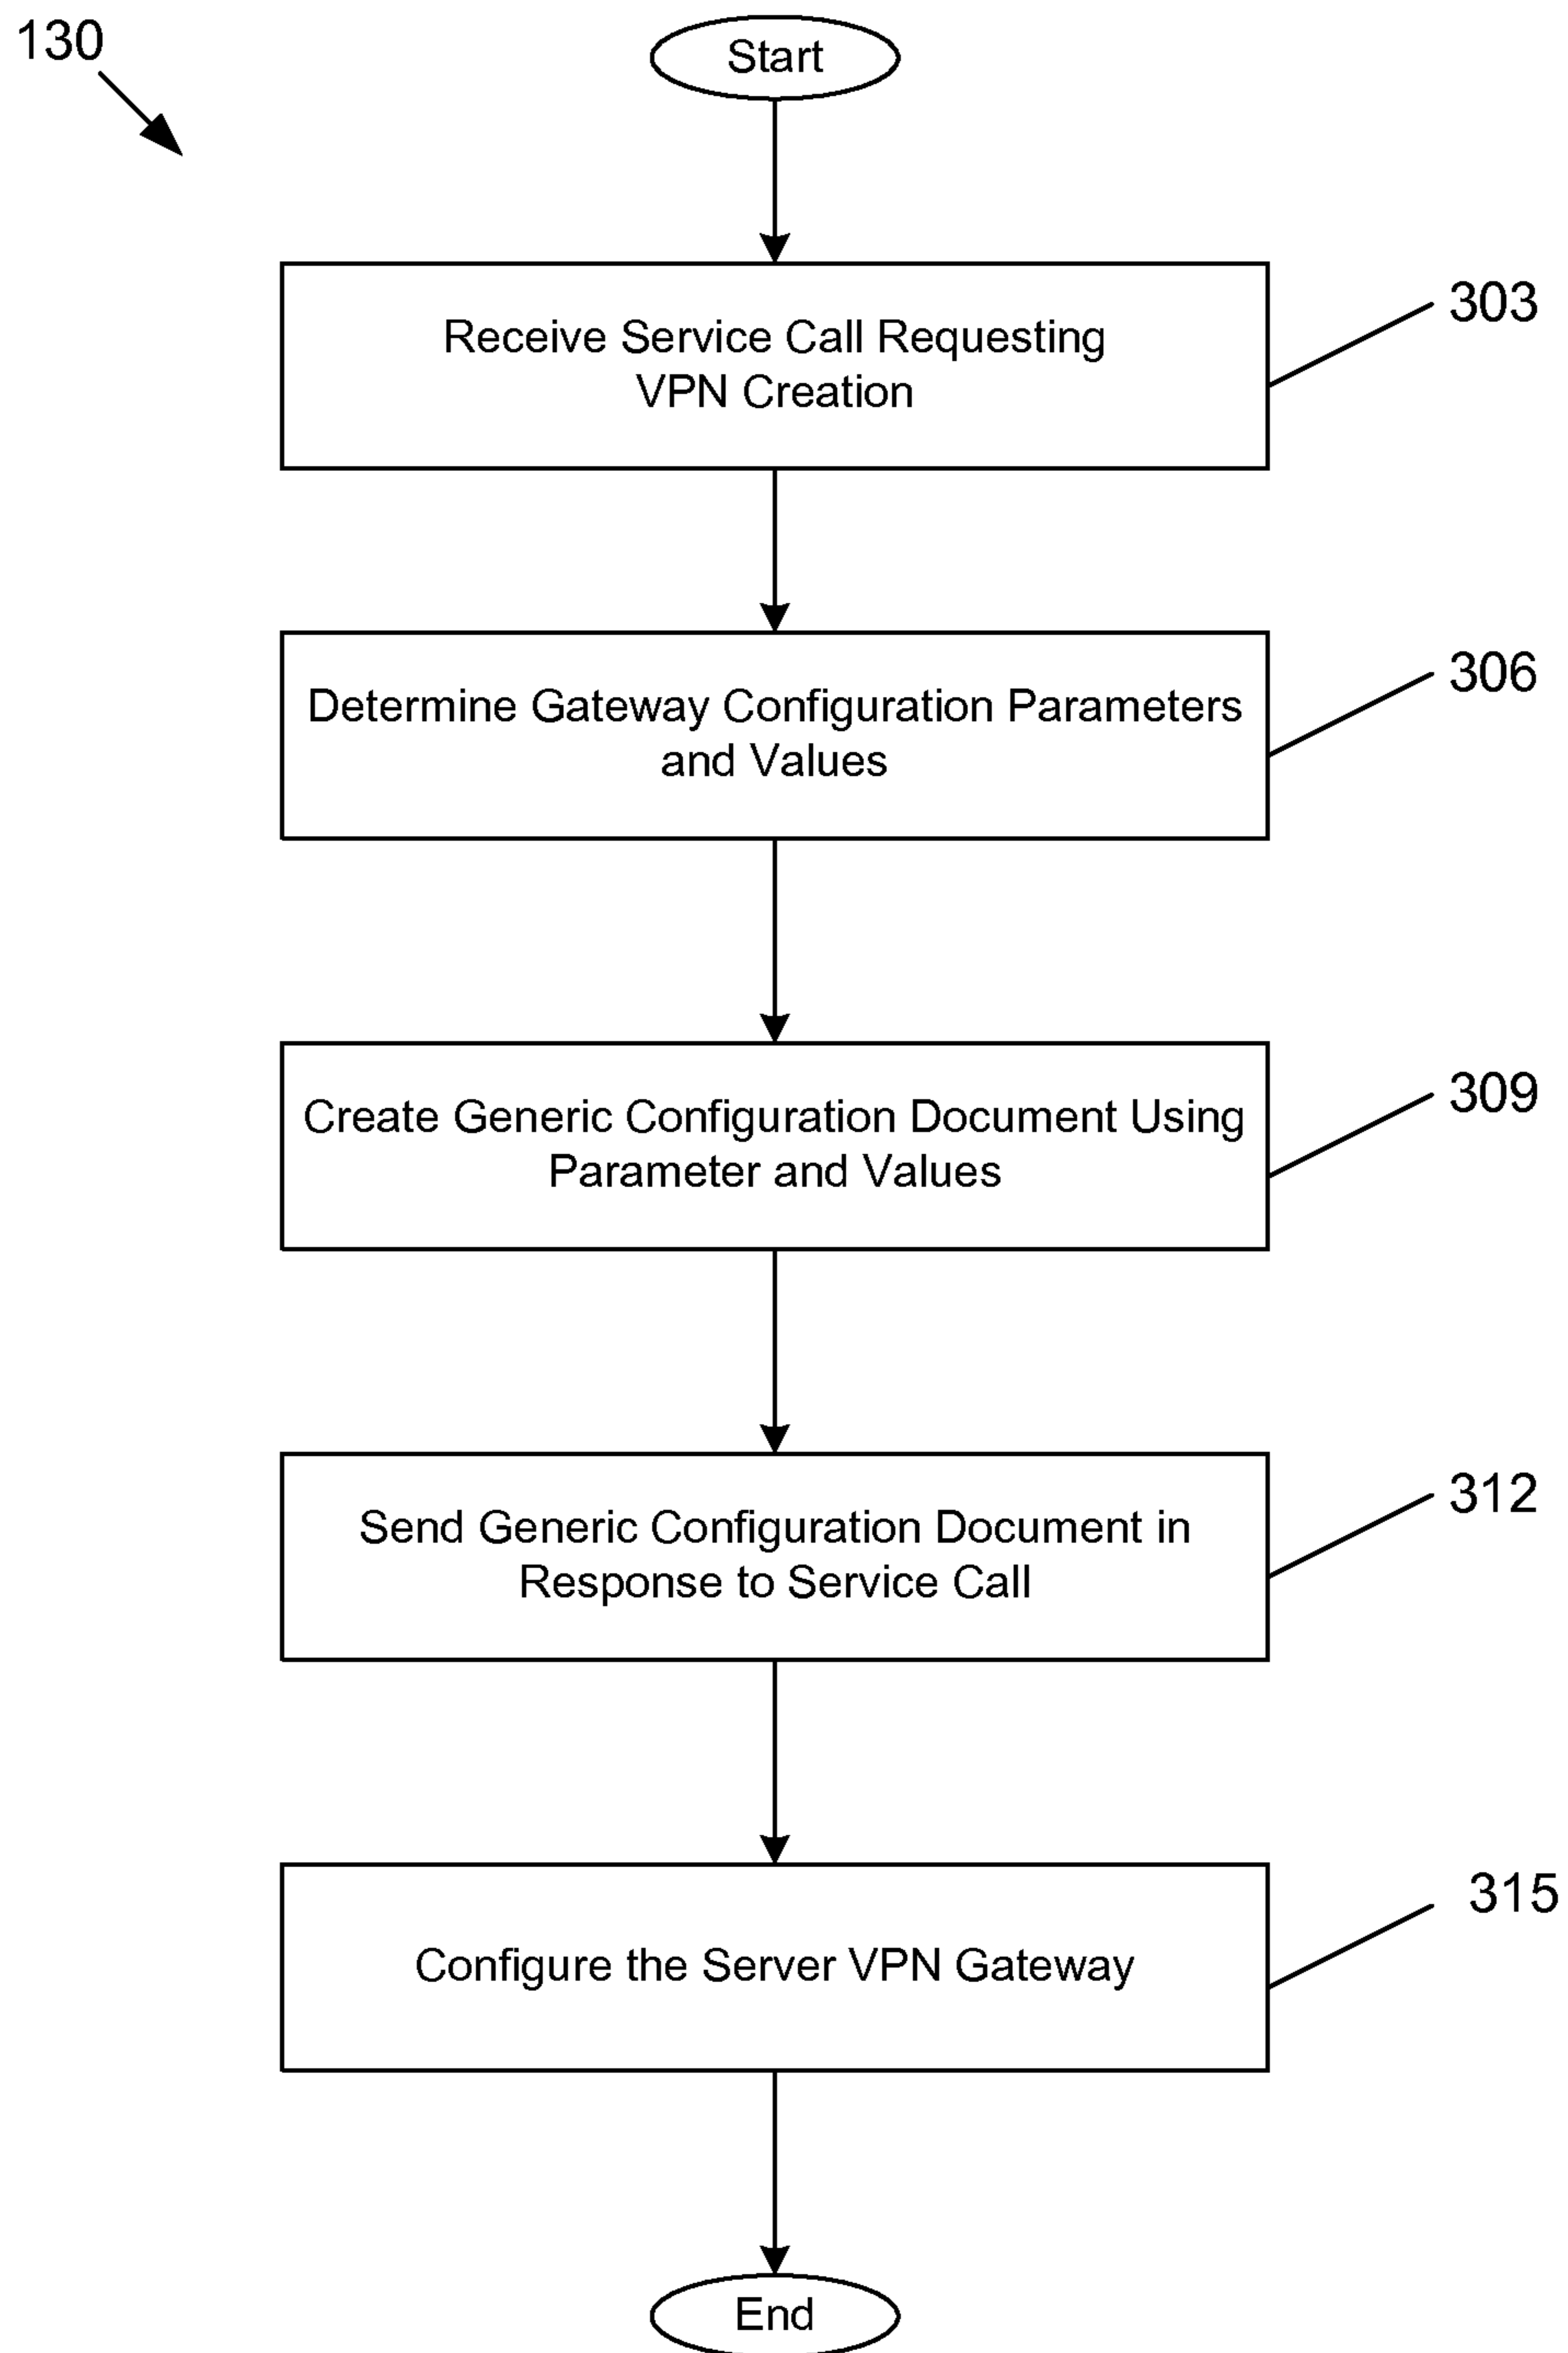 130
Start
Receive Service Call Requesting
VPN Creation
303
Determine Gateway Configuration Parameters
and Values
306
Create Generic Configuration Document Using
Parameter and Values
309
Send Generic Configuration Document in
Response to Service Call
312
Configure the Server VPN Gateway
315
End